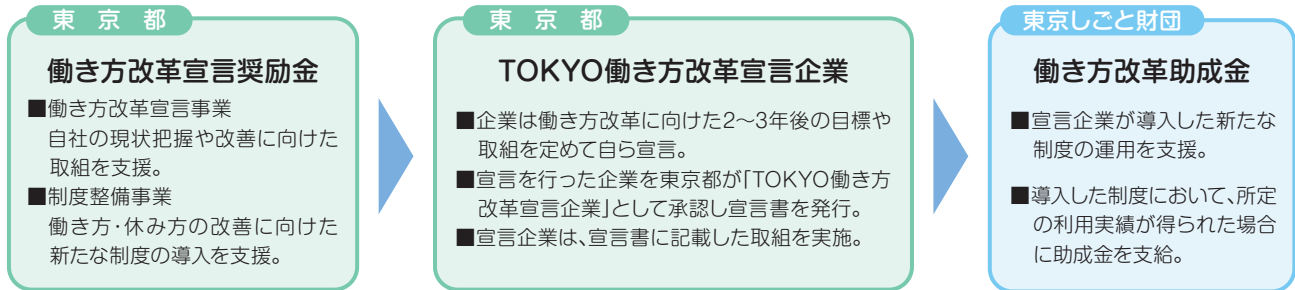 東京都
働き方改革宣言奨励金
■働き方改革宣言事業
自社の現状把握や改善に向けた
取組を支援。
■制度整備事業
働き方・休み方の改善に向けた
新たな制度の導入を支援。
東京都
TOKYO働き方改革宣言企業
■企業は働き方改革に向けた2〜3年後の目標や
取組を定めて自ら宣言。
■宣言を行った企業を東京都が「TOKYO働き方
改革宣言企業」として承認し宣言書を発行。
■宣言企業は、宣言書に記載した取組を実施。
東京しごと財団
働き方改革助成金
■宣言企業が導入した新たな
制度の運用を支援。
■導入した制度において、所定
の利用実績が得られた場合
に助成金を支給。